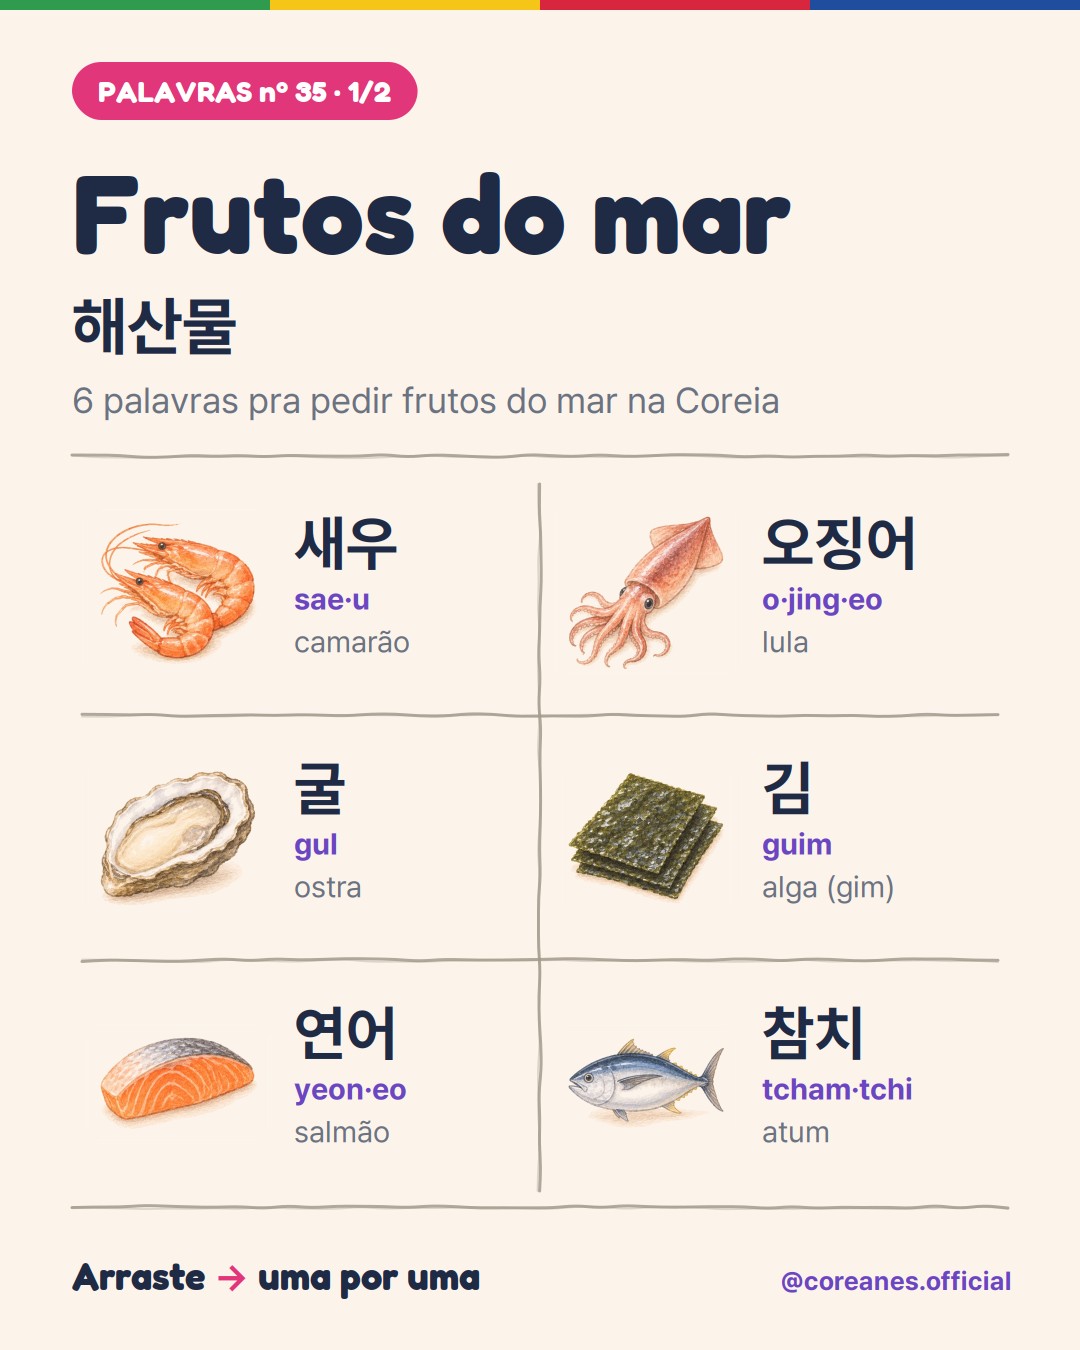 PALAVRAS nº 35 · 1/2
Frutos do mar
해산물
6 palavras pra pedir frutos do mar na Coreia
새우
sae·u
camarão
오징어
o·jing·eo
lula
굴
gul
ostra
김
guim
alga (gim)
연어
yeon·eo
salmão
참치
tcham·tchi
atum
Arraste → uma por uma
@coreanes.official